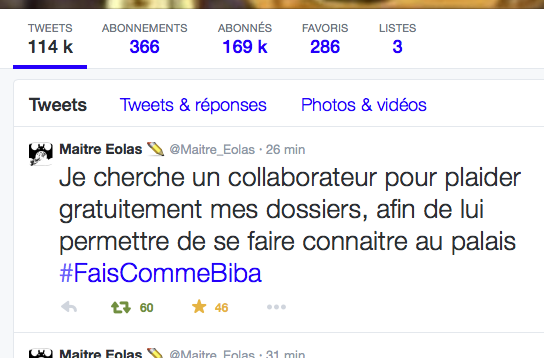 TWEETS ABONNEMENTS ABONNÉS FAVORIS LISTES
114 k 366 169 k 286 3
Tweets Tweets & réponses Photos & vidéos
Maitre Eolas @Maitre_Eolas · 26 min
Je cherche un collaborateur pour plaider
gratuitement mes dossiers, afin de lui
permettre de se faire connaitre au palais
#FaisCommeBiba
60 46
Maitre Eolas @Maitre_Eolas · 31 min